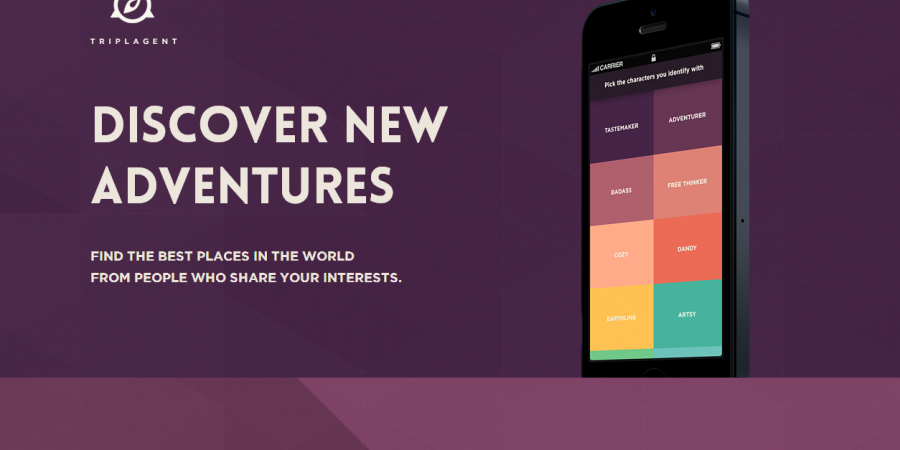 TRIPLAGENT
DISCOVER NEW
ADVENTURES
FIND THE BEST PLACES IN THE WORLD
FROM PEOPLE WHO SHARE YOUR INTERESTS.
CARRIER
Pick the characters you identify with
TASTEMAKER
ADVENTURER
BADASS
FREE THINKER
COZY
DANDY
EARTHLING
ARTSY